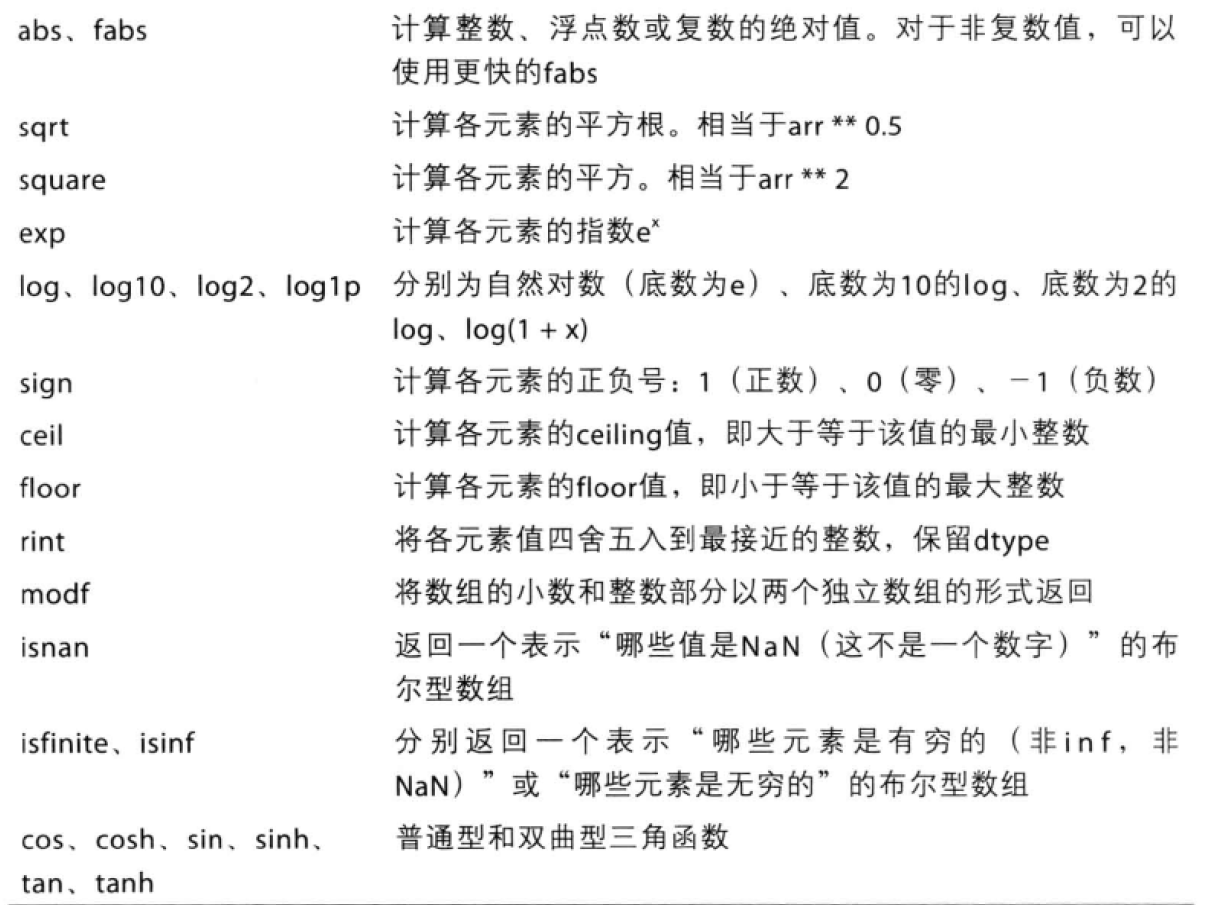 abs、fabs 计算整数、浮点数或复数的绝对值。对于非复数值，可以
使用更快的fabs
sqrt 计算各元素的平方根。相当于arr ** 0.5
square 计算各元素的平方。相当于arr ** 2
exp 计算各元素的指数eˣ
log、log10、log2、log1p 分别为自然对数（底数为e）、底数为10的log、底数为2的
log、log(1 + x)
sign 计算各元素的正负号：1（正数）、0（零）、－1（负数）
ceil 计算各元素的ceiling值，即大于等于该值的最小整数
floor 计算各元素的floor值，即小于等于该值的最大整数
rint 将各元素值四舍五入到最接近的整数，保留dtype
modf 将数组的小数和整数部分以两个独立数组的形式返回
isnan 返回一个表示“哪些值是NaN（这不是一个数字）”的布
尔型数组
isfinite、isinf 分别返回一个表示“哪些元素是有穷的（非inf，非
NaN）”或“哪些元素是无穷的”的布尔型数组
cos、cosh、sin、sinh、 普通型和双曲型三角函数
tan、tanh